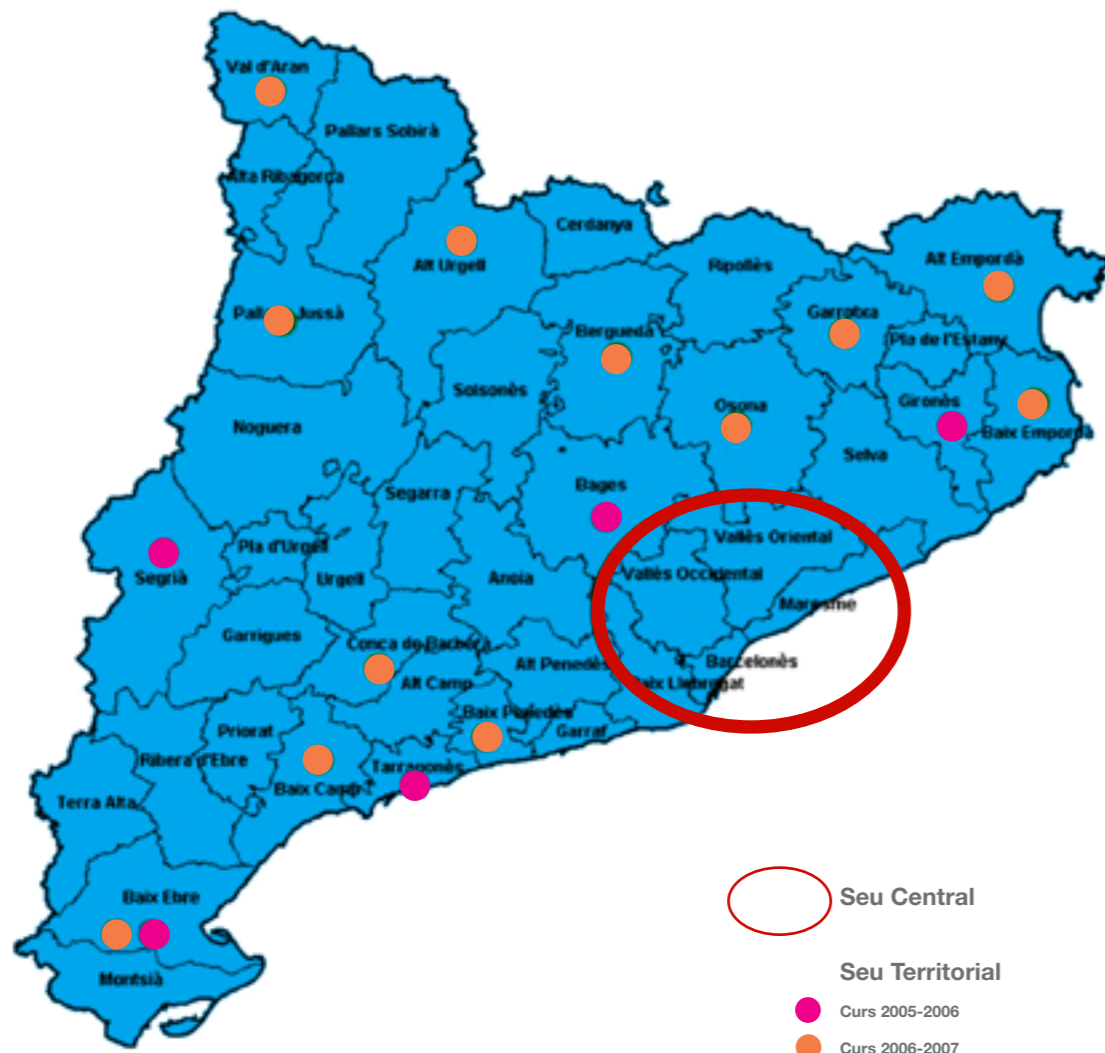 Val d'Aran
Pallars Sobirà
Alta Ribagorça
Cerdanya
Alt Urgell
Ripollès
Alt Empordà
Jussà
Garrotxa
Berguedà
Pla de l'Estany
Solsonès
Osona
Gironès
Baix Empordà
Noguera
Selva
Segarra
Bages
Vallès Oriental
Pla d'Urgell
Vallès Occidental
Segrià
Urgell
Anoia
Maresme
Garrigues
Conca de Barberà
Alt Penedès
Barcelonès
Alt Camp
Baix Llobregat
Baix Penedès
Priorat
Garraf
Ribera d'Ebre
Tarragonès
Baix Camp
Terra Alta
Baix Ebre
Seu Central
Montsià
Seu Territorial
Curs 2005-2006
Curs 2006-2007